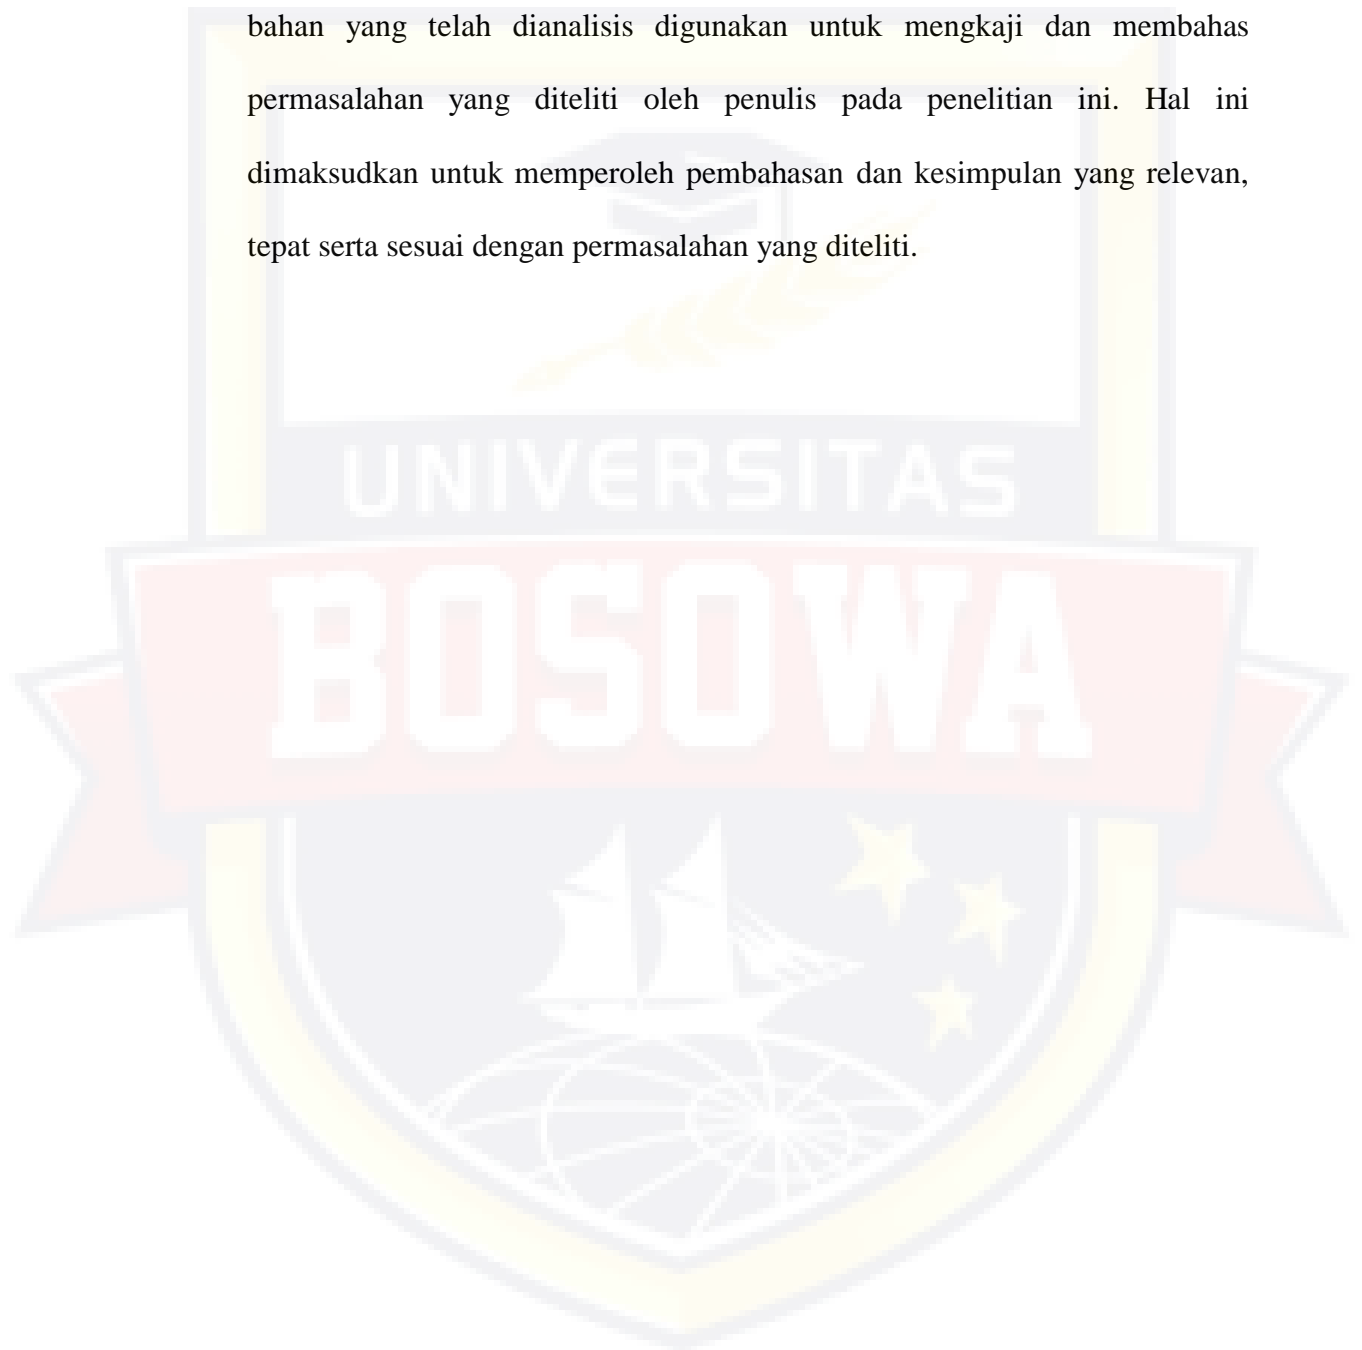 bahan yang telah dianalisis digunakan untuk mengkaji dan membahas
permasalahan yang diteliti oleh penulis pada penelitian ini. Hal ini
dimaksudkan untuk memperoleh pembahasan dan kesimpulan yang relevan,
tepat serta sesuai dengan permasalahan yang diteliti.
UNIVERSITAS
BOSOWA